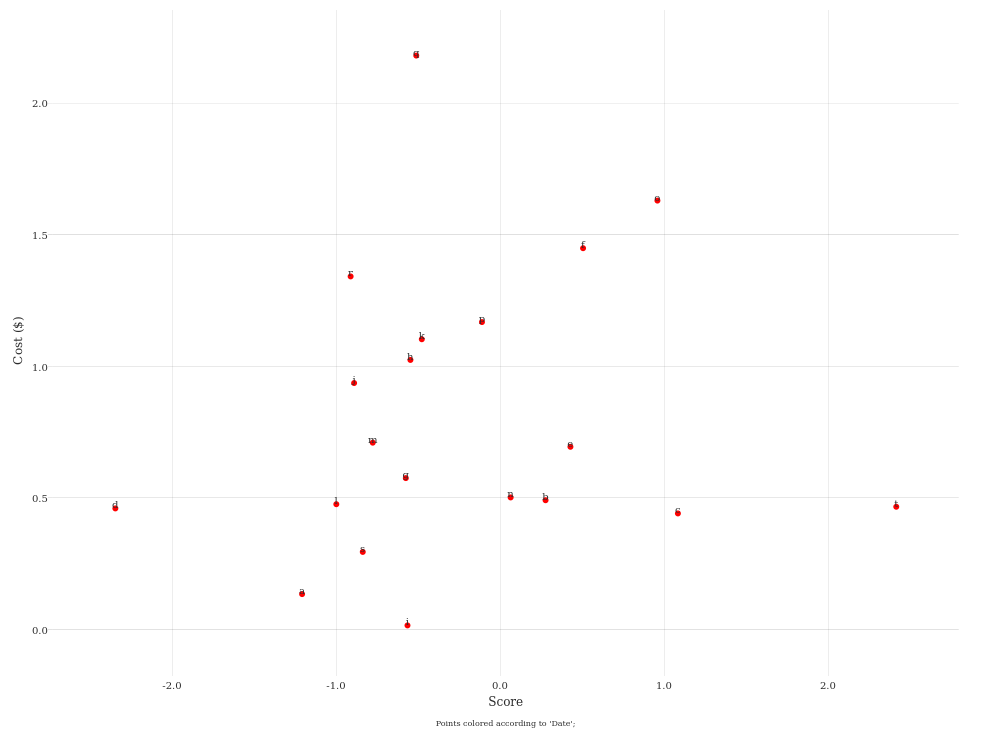 2.0
1.5
f
r
p
k
1.0
m
n
0.5
l
d
t
c
s
a
0.0
-2.0 -1.0 0.0 1.0 2.0
Score
Cost ($)
Points colored according to 'Date';